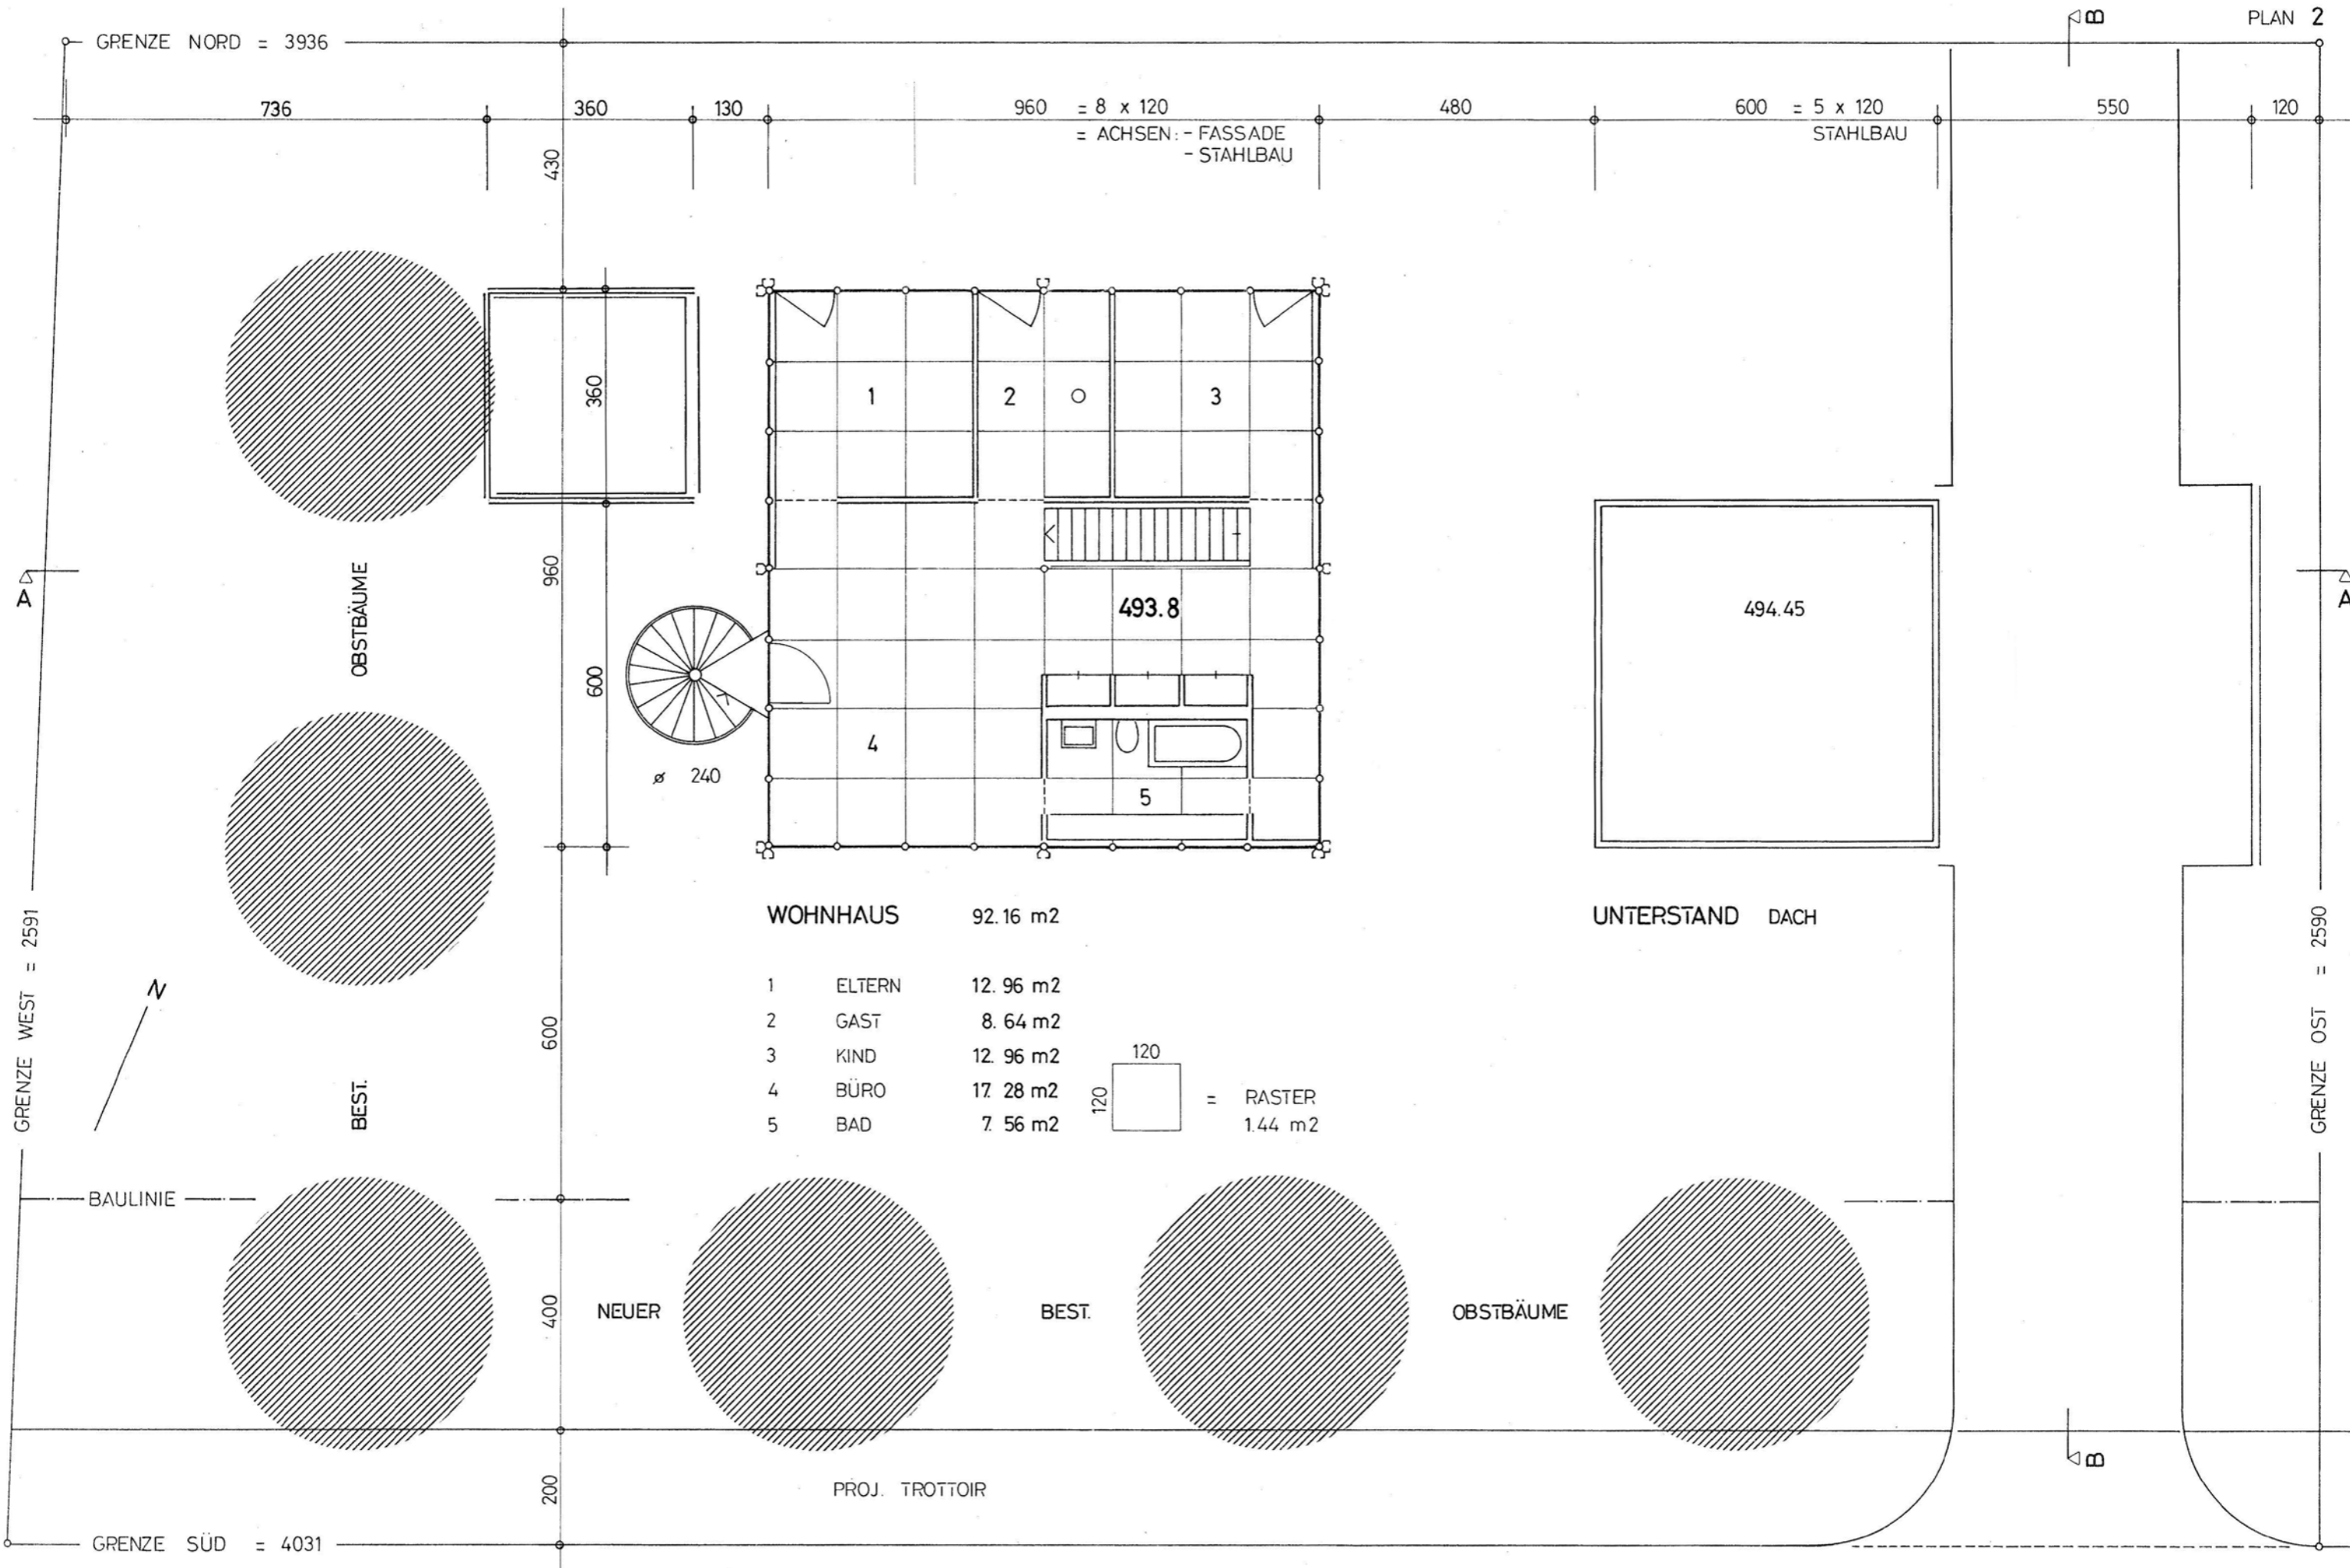 B
PLAN 2
GRENZE NORD = 3936
736
360
130
960 = 8 x 120
= ACHSEN: - FASSADE
- STAHLBAU
480
600 = 5 x 120
STAHLBAU
550
120
430
360
1
2
3
A
960
OBSTBÄUME
493.8
494.45
A
600
4
ø 240
5
WOHNHAUS 92.16 m2
UNTERSTAND DACH
GRENZE WEST = 2591
GRENZE OST = 2590
N
1 ELTERN 12.96 m2
2 GAST 8.64 m2
3 KIND 12.96 m2
4 BÜRO 17.28 m2
5 BAD 7.56 m2
600
BEST.
120
120
= RASTER
1.44 m2
BAULINIE
400
NEUER
BEST.
OBSTBÄUME
B
200
PROJ. TROTTOIR
GRENZE SÜD = 4031